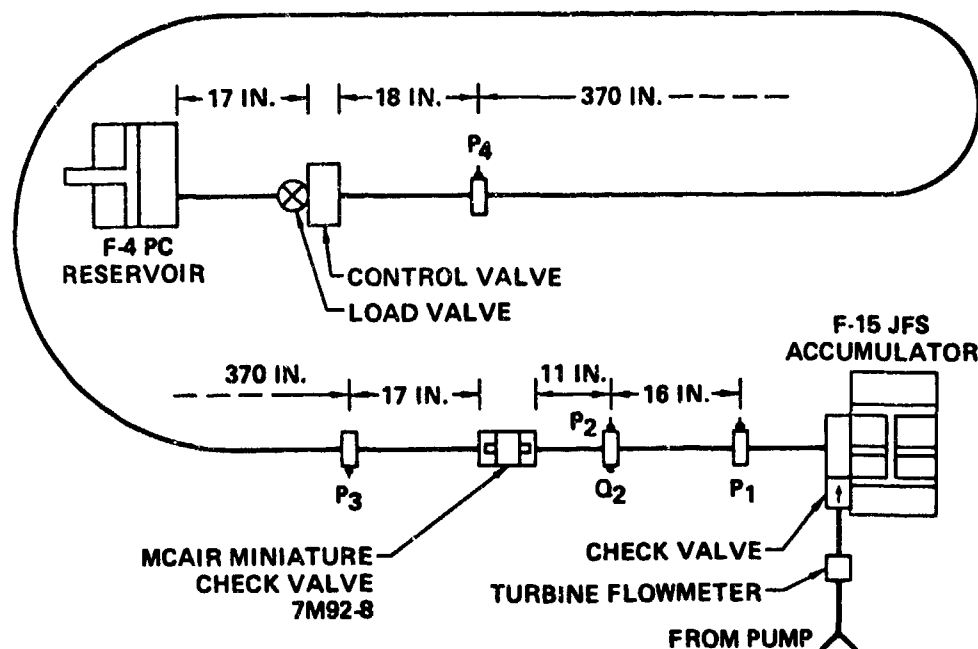 17 IN.
18 IN.
370 IN.
P4
F-4 PC
RESERVOIR
CONTROL VALVE
LOAD VALVE
F-15 JFS
ACCUMULATOR
370 IN.
17 IN.
11 IN.
16 IN.
P2
P3
Q2
P1
MCAIR MINIATURE
CHECK VALVE
7M92-8
CHECK VALVE
TURBINE FLOWMETER
FROM PUMP